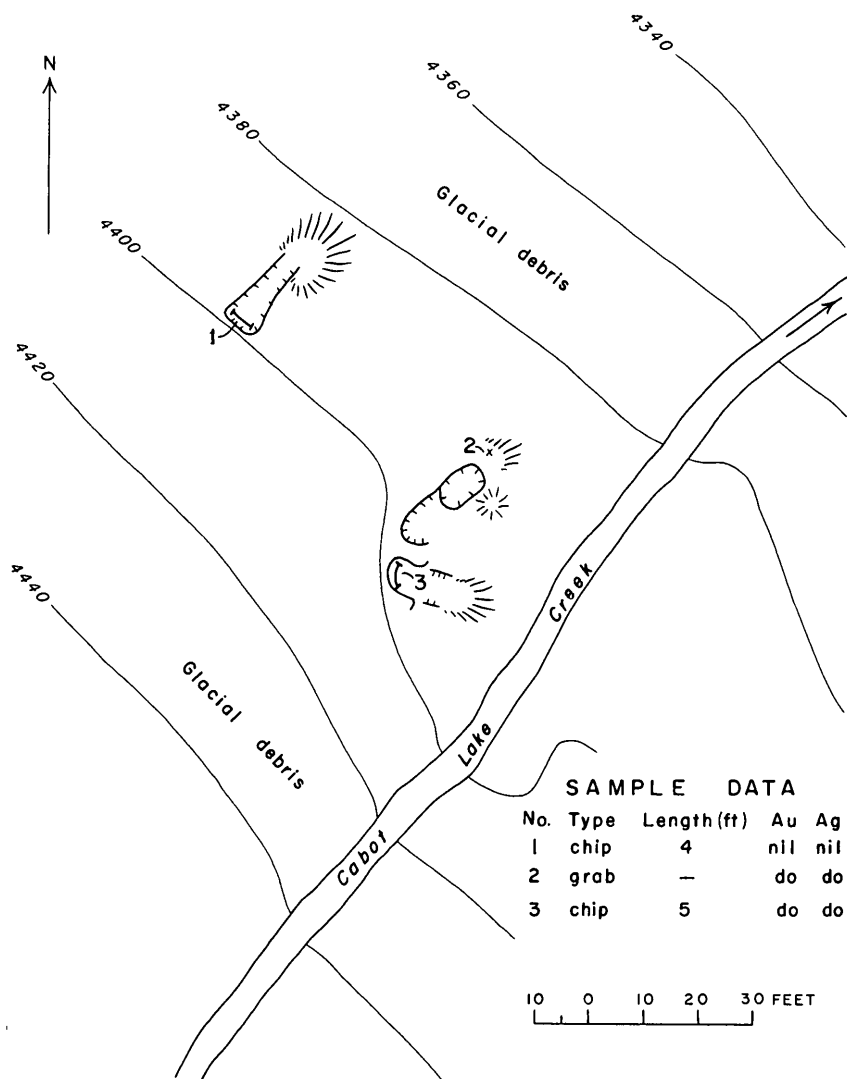 N
4340
4360
4380
Glacial debris
4400
1
4420
2
3
Creek
4440
Glacial debris
Lake
Cabot
SAMPLE DATA
No. Type Length (ft) Au Ag
1 chip 4 nil nil
2 grab — do do
3 chip 5 do do
10 0 10 20 30 FEET